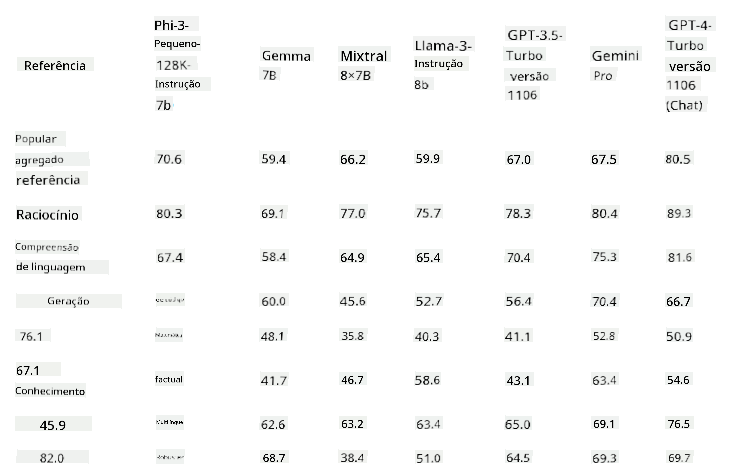 Referência
Phi-3-
Pequeno-
128K-
Instrução
7b
Gemma
7B
Mixtral
8×7B
Llama-3-
Instrução
8b
GPT-3.5-
Turbo
versão
1106
Gemini
Pro
GPT-4-
Turbo
versão
1106
(Chat)
Popular
agregado
referência
70.6 59.4 66.2 59.9 67.0 67.5 80.5
Raciocínio 80.3 69.1 77.0 75.7 78.3 80.4 89.3
Compreensão
de linguagem
67.4 58.4 64.9 65.4 70.4 75.3 81.6
Geração 60.0 45.6 52.7 56.4 70.4 66.7
76.1 Matemática 48.1 35.8 40.3 41.1 52.8 50.9
67.1
Conhecimento
factual 41.7 46.7 58.6 43.1 63.4 54.6
45.9 Multilíngue 62.6 63.2 63.4 65.0 69.1 76.5
82.0 Robustez 68.7 38.4 51.0 64.5 69.3 69.7